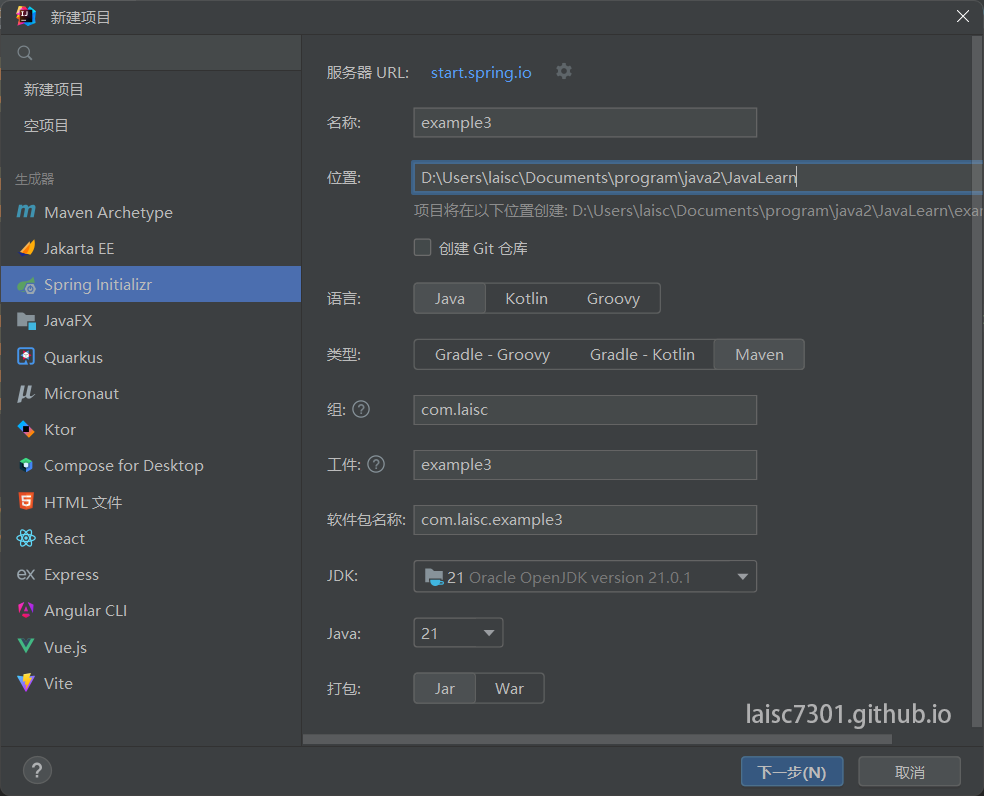 新建项目
新建项目
空项目
生成器
Maven Archetype
Jakarta EE
Spring Initializr
JavaFX
Quarkus
Micronaut
Ktor
Compose for Desktop
HTML 文件
React
Express
Angular CLI
Vue.js
Vite
服务器 URL: start.spring.io
名称: example3
位置: D:\Users\laisc\Documents\program\java2\JavaLearn
项目将在以下位置创建: D:\Users\laisc\Documents\program\java2\JavaLearn\exar
创建 Git 仓库
语言: Java Kotlin Groovy
类型: Gradle - Groovy Gradle - Kotlin Maven
组: ? com.laisc
工件: ? example3
软件包名称: com.laisc.example3
JDK: 21 Oracle OpenJDK version 21.0.1
Java: 21
打包: Jar War
laisc7301.github.io
? 下一步(N) 取消